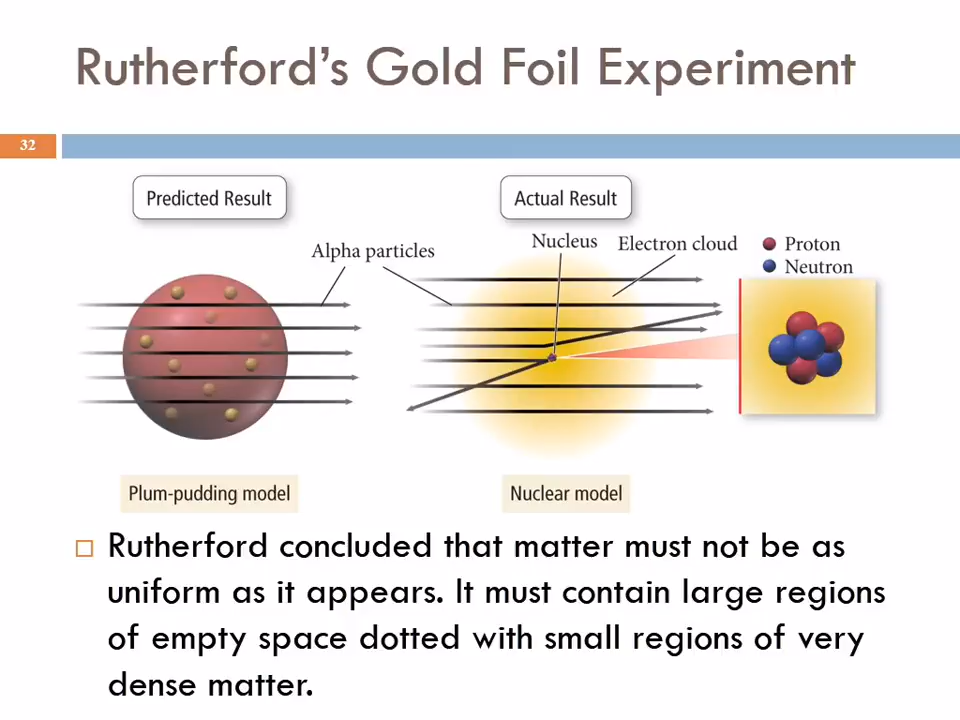 Rutherford’s Gold Foil Experiment
32
Predicted Result
Actual Result
Alpha particles
Nucleus
Electron cloud
Proton
Neutron
Plum-pudding model
Nuclear model
Rutherford concluded that matter must not be as
uniform as it appears. It must contain large regions
of empty space dotted with small regions of very
dense matter.